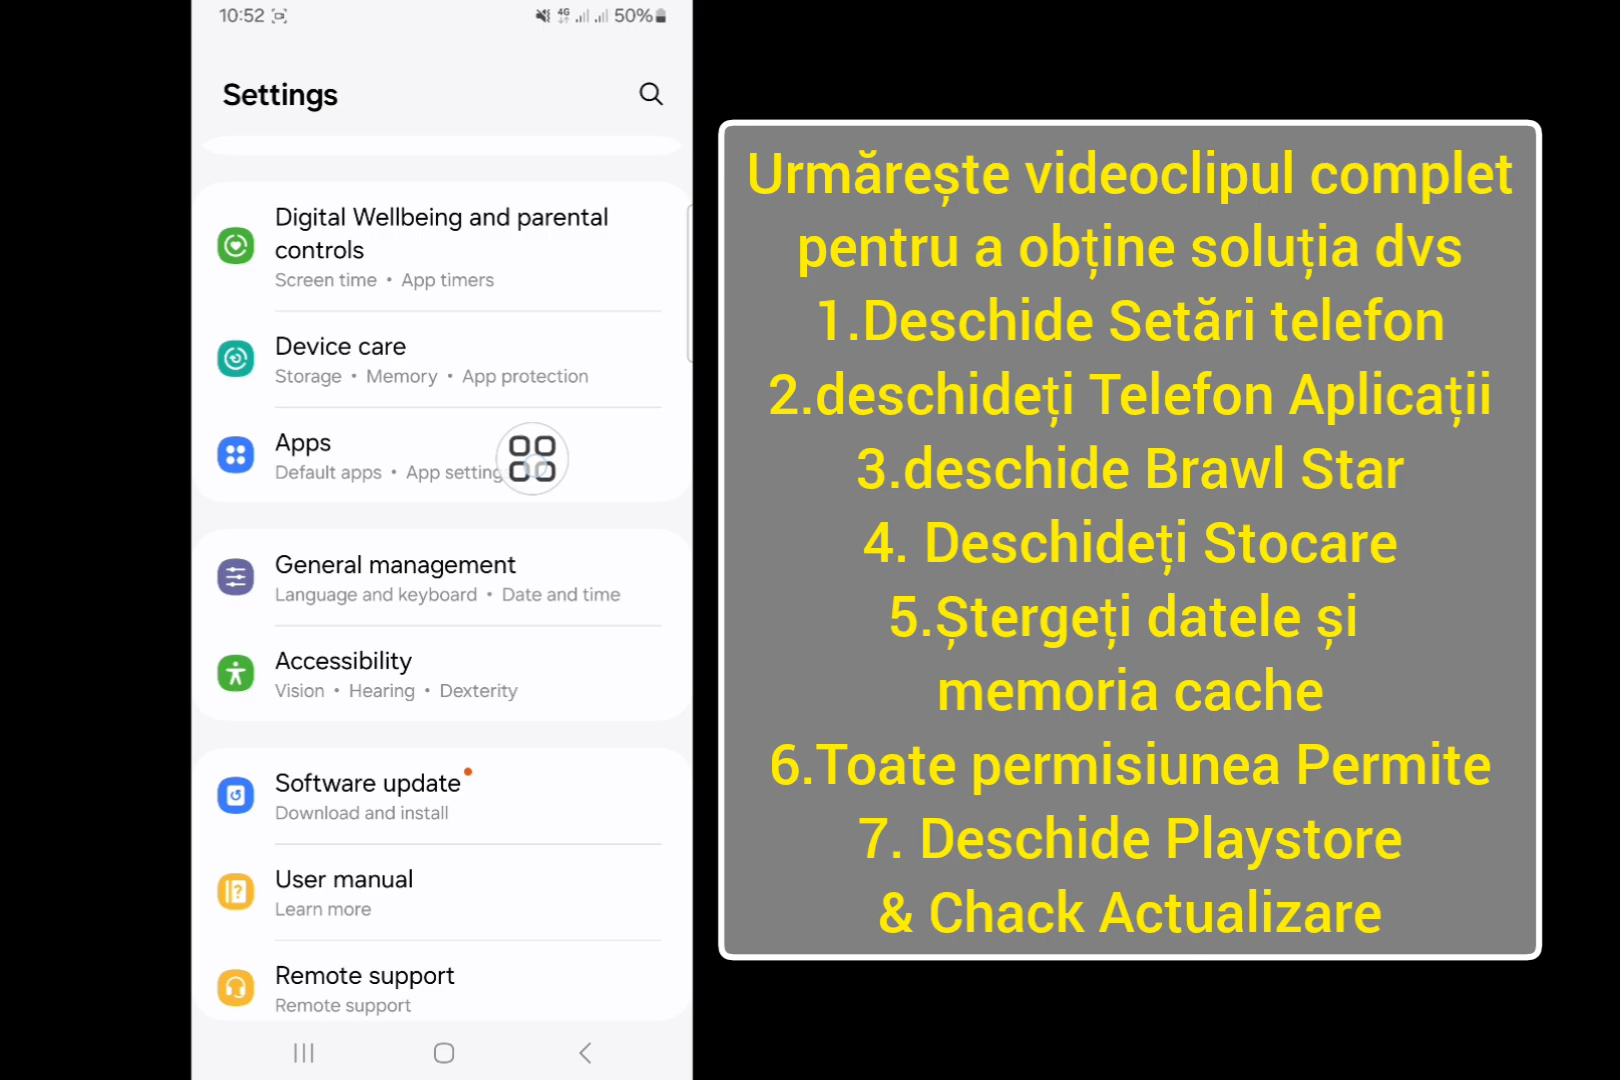 10:52 4G 50%
Settings
Digital Wellbeing and parental
controls
Screen time • App timers
Device care
Storage • Memory • App protection
Apps
Default apps • App setting
General management
Language and keyboard • Date and time
Accessibility
Vision • Hearing • Dexterity
Software update
Download and install
User manual
Learn more
Remote support
Remote support
Urmărește videoclipul complet
pentru a obține soluția dvs
1.Deschide Setări telefon
2.deschideți Telefon Aplicații
3.deschide Brawl Star
4. Deschideți Stocare
5.Ștergeți datele și
memoria cache
6.Toate permisiunea Permite
7. Deschide Playstore
& Chack Actualizare